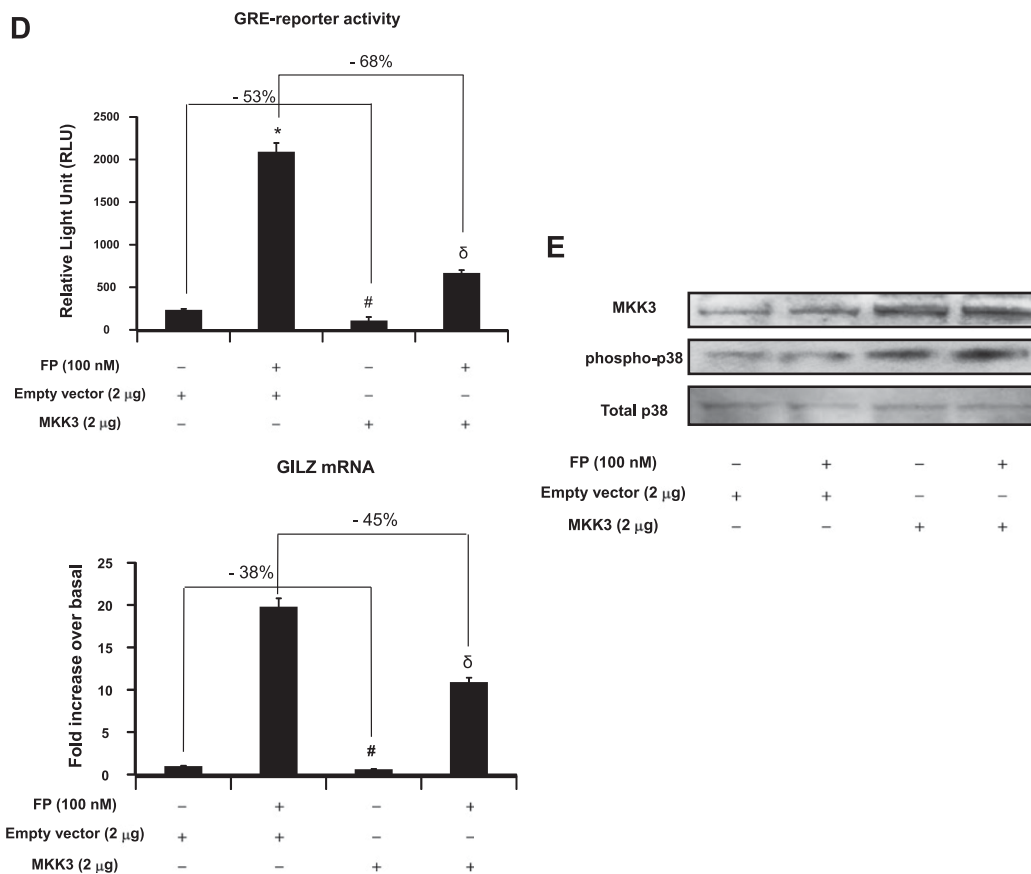 D
GRE-reporter activity
- 68%
- 53%
Relative Light Unit (RLU)
2500
2000
1500
1000
500
0
*
#
δ
FP (100 nM) – + – +
Empty vector (2 μg) + + – –
MKK3 (2 μg) – – + +
GILZ mRNA
- 45%
- 38%
Fold increase over basal
25
20
15
10
5
0
#
δ
FP (100 nM) – + – +
Empty vector (2 μg) + + – –
MKK3 (2 μg) – – + +
E
MKK3
phospho-p38
Total p38
FP (100 nM) – + – +
Empty vector (2 μg) + + – –
MKK3 (2 μg) – – + +